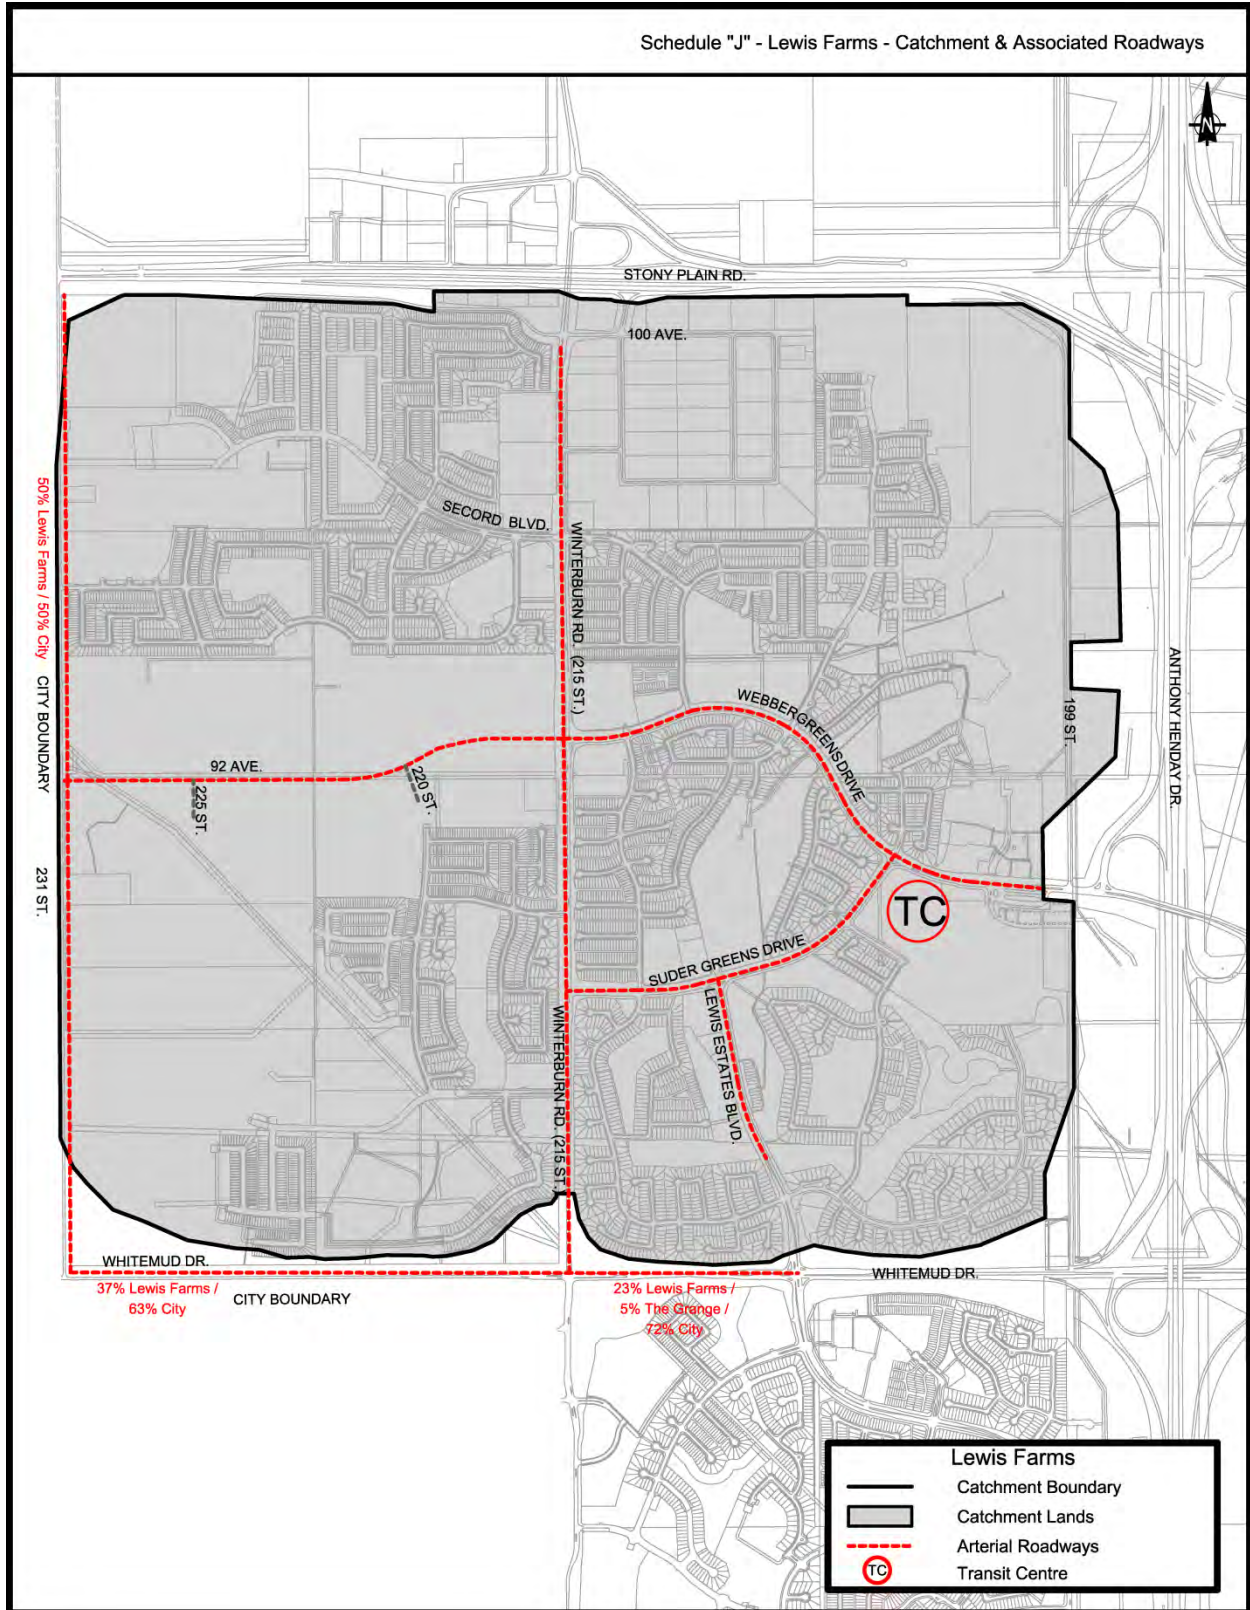 Schedule "J" - Lewis Farms - Catchment & Associated Roadways
N
STONY PLAIN RD.
100 AVE.
SECORD BLVD.
50% Lewis Farms / 50% City
CITY BOUNDARY
231 ST.
WINTERBURN RD. (215 ST.)
WEBBERGREENS DRIVE
199 ST.
ANTHONY HENDAY DR.
92 AVE.
225 ST.
220 ST.
TC
SUDER GREENS DRIVE
LEWIS ESTATES BLVD.
WINTERBURN RD. (215 ST.)
WHITEMUD DR.
WHITEMUD DR.
37% Lewis Farms /
63% City
CITY BOUNDARY
23% Lewis Farms /
5% The Grange /
72% City
Lewis Farms
Catchment Boundary
Catchment Lands
Arterial Roadways
TC
Transit Centre